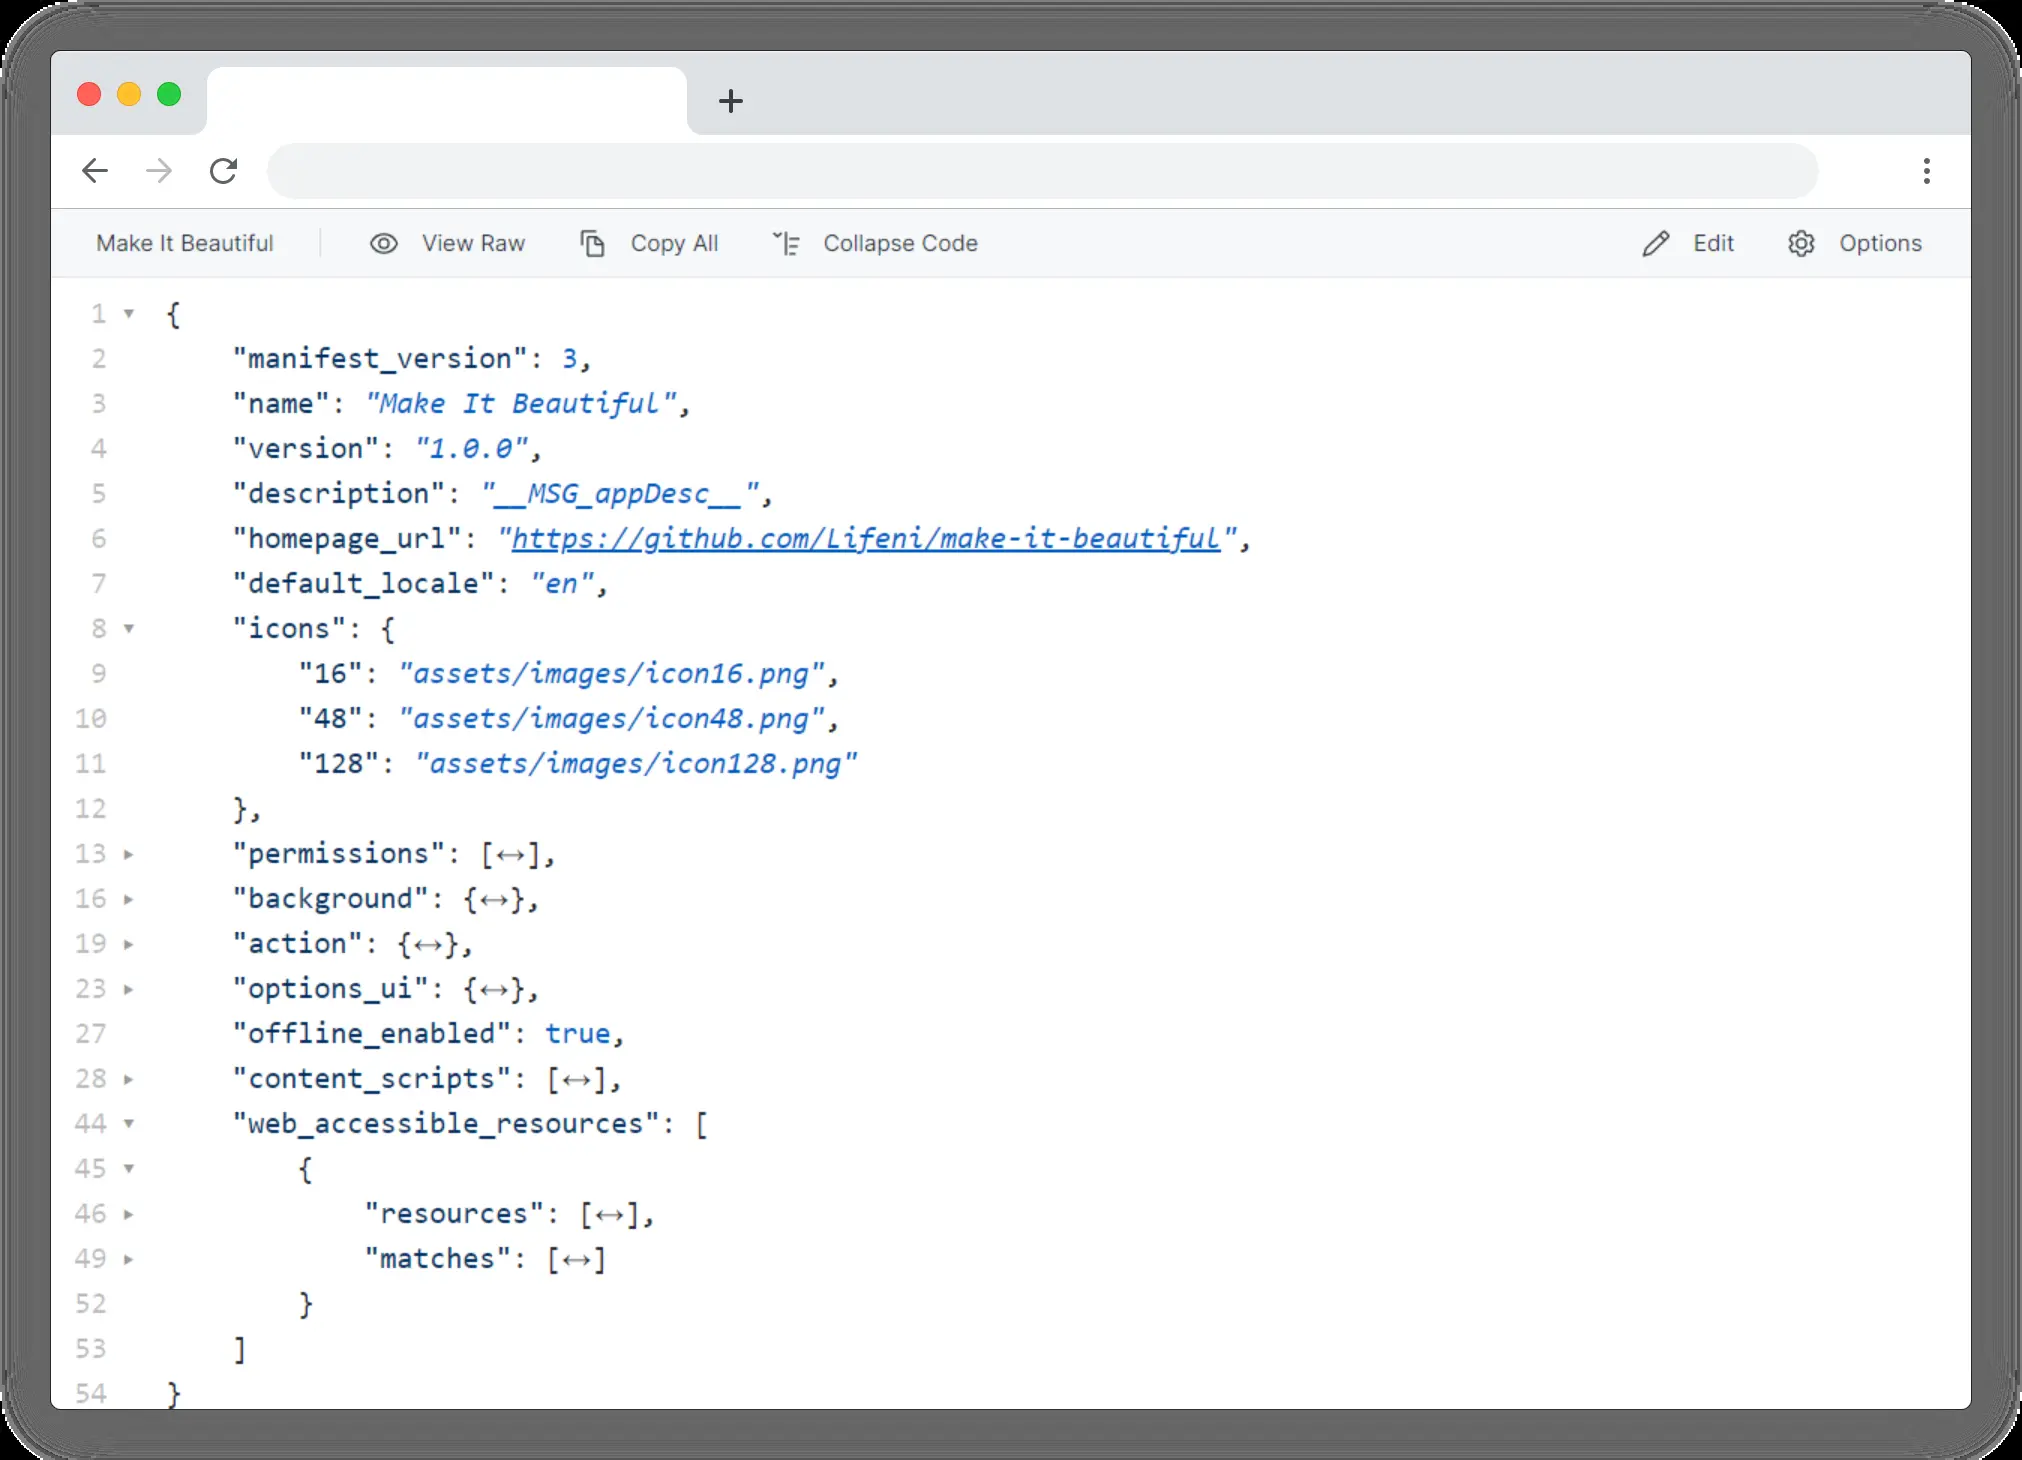 Make It Beautiful View Raw Copy All Collapse Code Edit Options
1 {
2 "manifest_version": 3,
3 "name": "Make It Beautiful",
4 "version": "1.0.0",
5 "description": "__MSG_appDesc__",
6 "homepage_url": "https://github.com/Lifeni/make-it-beautiful",
7 "default_locale": "en",
8 "icons": {
9 "16": "assets/images/icon16.png",
10 "48": "assets/images/icon48.png",
11 "128": "assets/images/icon128.png"
12 },
13 "permissions": [↔],
16 "background": {↔},
19 "action": {↔},
23 "options_ui": {↔},
27 "offline_enabled": true,
28 "content_scripts": [↔],
44 "web_accessible_resources": [
45 {
46 "resources": [↔],
49 "matches": [↔]
52 }
53 ]
54 }